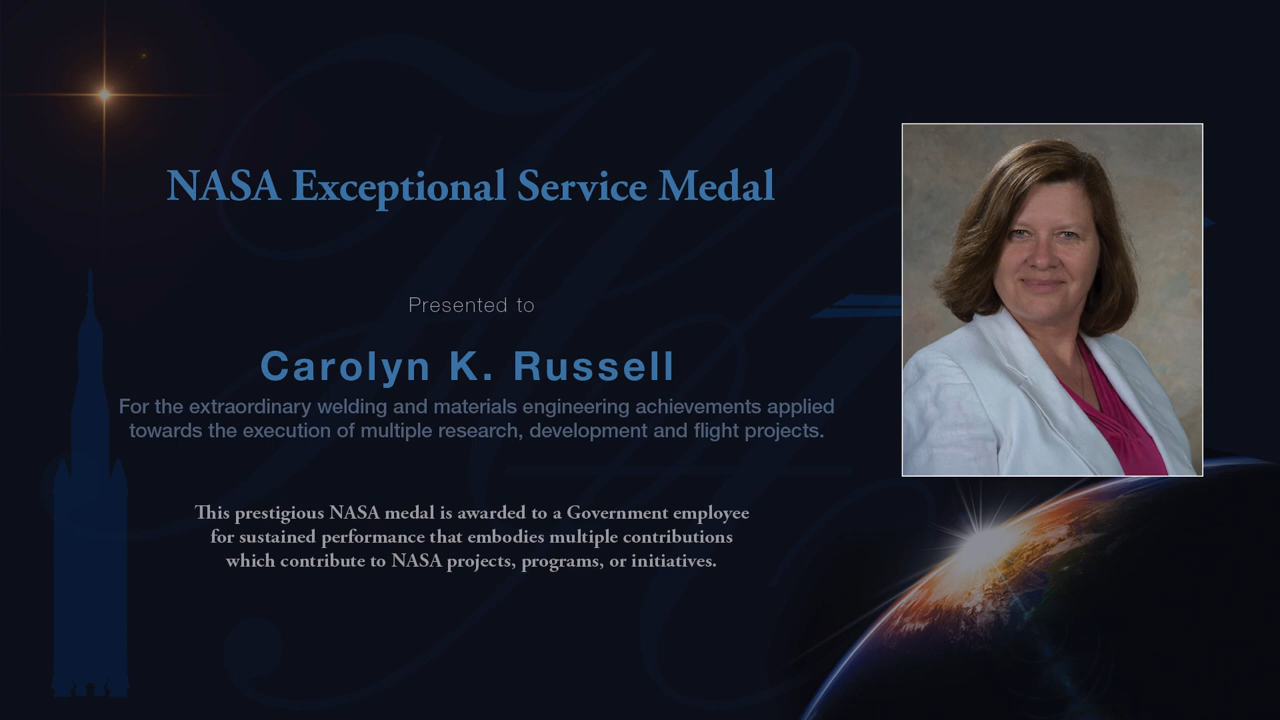 NASA Exceptional Service Medal
Presented to
Carolyn K. Russell
For the extraordinary welding and materials engineering achievements applied
towards the execution of multiple research, development and flight projects.
This prestigious NASA medal is awarded to a Government employee
for sustained performance that embodies multiple contributions
which contribute to NASA projects, programs, or initiatives.